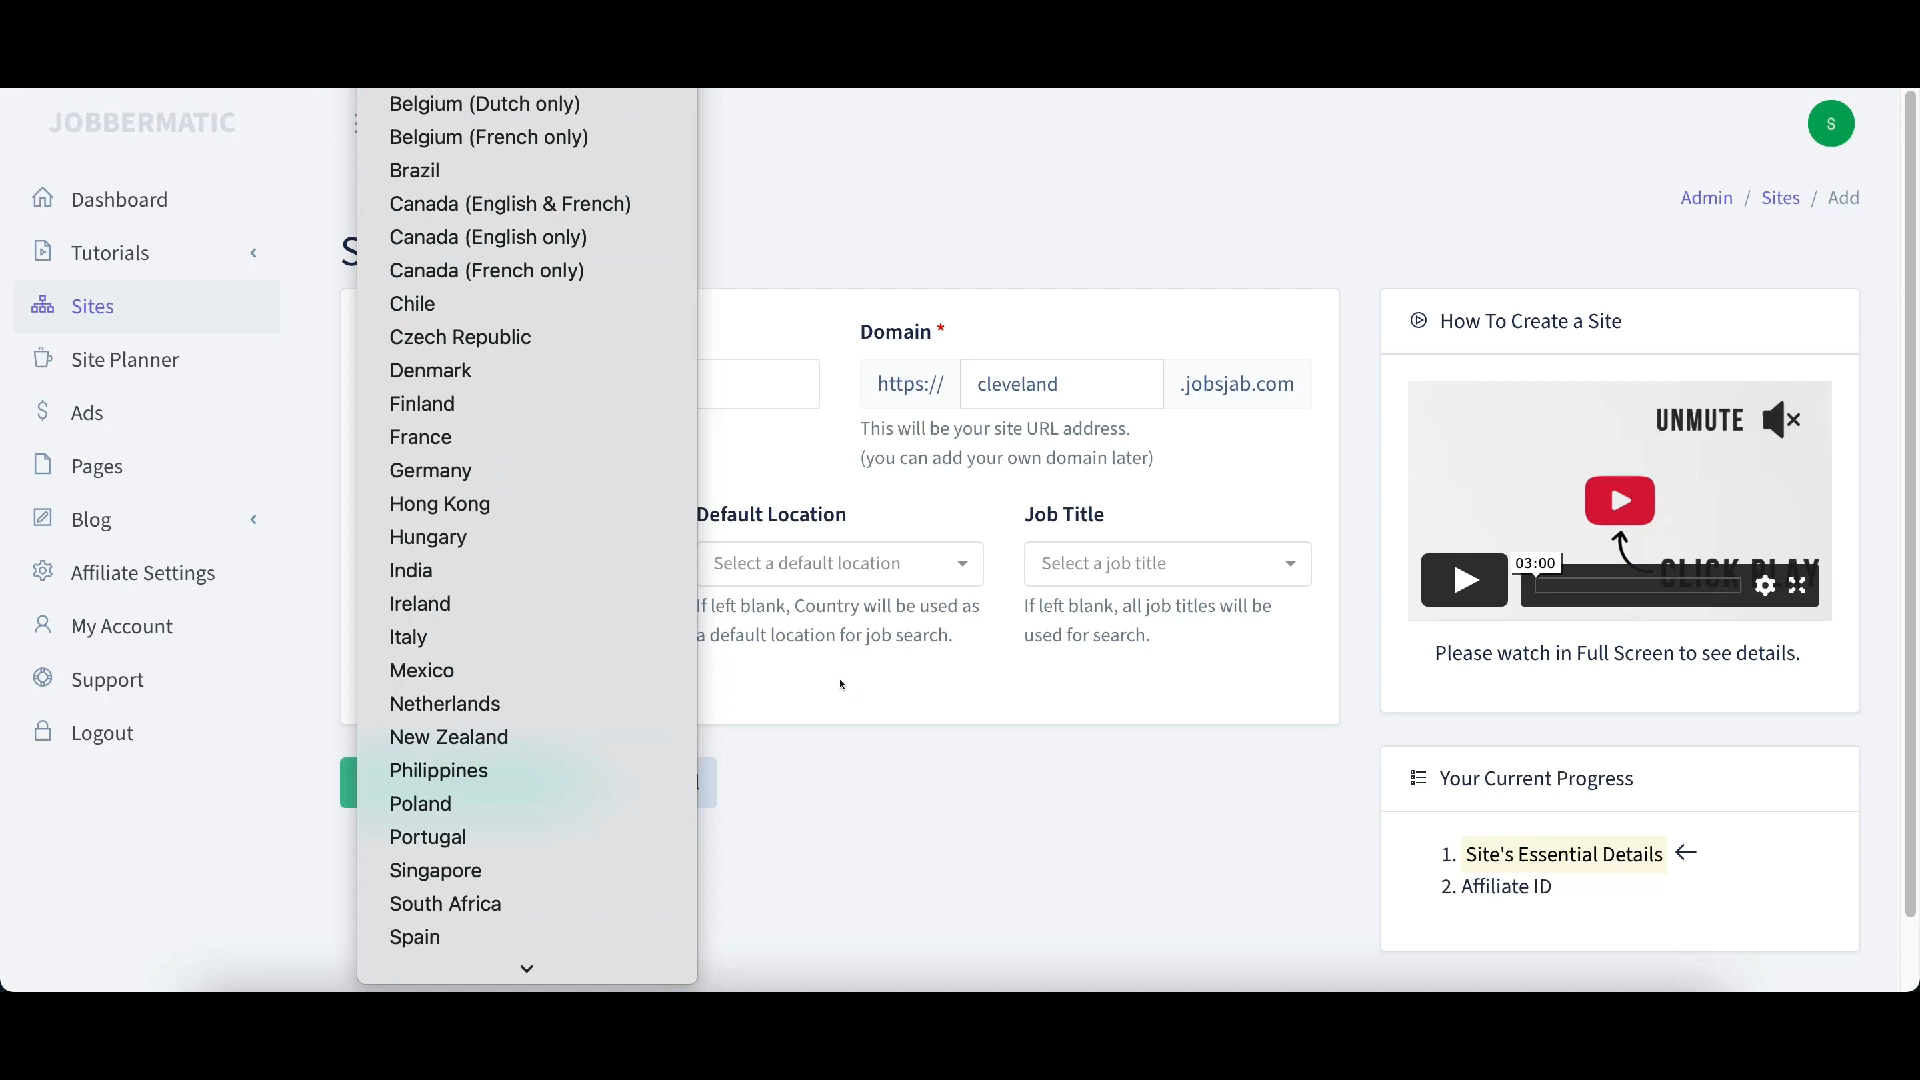 JOBBERMATIC
Dashboard
Tutorials
Sites
Site Planner
Ads
Pages
Blog
Affiliate Settings
My Account
Support
Logout
Belgium (Dutch only)
Belgium (French only)
Brazil
Canada (English & French)
Canada (English only)
Canada (French only)
Chile
Czech Republic
Denmark
Finland
France
Germany
Hong Kong
Hungary
India
Ireland
Italy
Mexico
Netherlands
New Zealand
Philippines
Poland
Portugal
Singapore
South Africa
Spain
S
Admin / Sites / Add
Domain *
https:// cleveland .jobsjab.com
This will be your site URL address.
(you can add your own domain later)
Default Location
Select a default location
If left blank, Country will be used as
a default location for job search.
Job Title
Select a job title
If left blank, all job titles will be
used for search.
How To Create a Site
UNMUTE
CLICK PLAY
03:00
Please watch in Full Screen to see details.
Your Current Progress
1. Site's Essential Details
2. Affiliate ID